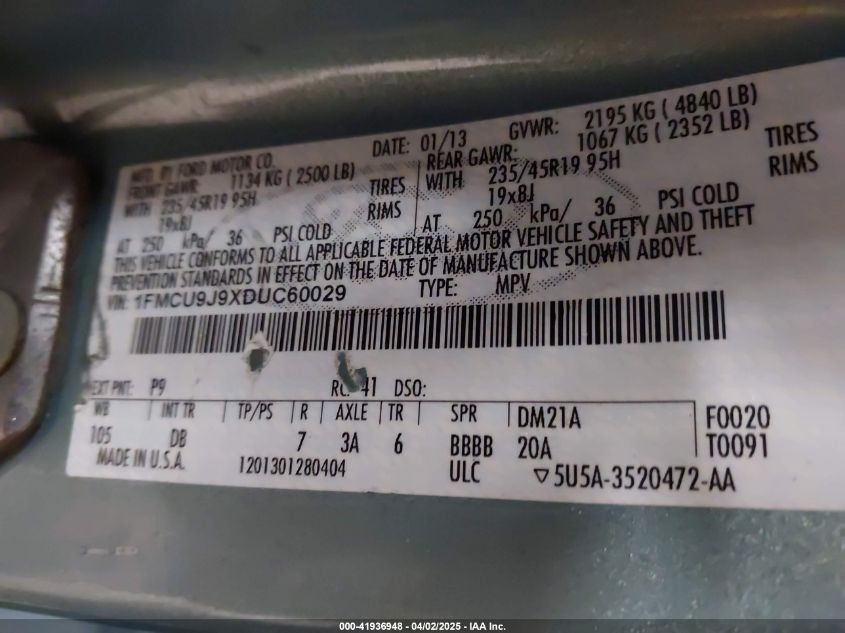 MFD. BY FORD MOTOR CO. DATE: 01/13 GVWR: 2195 KG ( 4840 LB)
FRONT GAWR: 1134 KG ( 2500 LB) REAR GAWR: 1067 KG ( 2352 LB)
WITH 235/45R19 95H TIRES WITH 235/45R19 95H TIRES
19x8J RIMS 19x8J RIMS
AT 250 kPa/ 36 PSI COLD AT 250 kPa/ 36 PSI COLD
THIS VEHICLE CONFORMS TO ALL APPLICABLE FEDERAL MOTOR VEHICLE SAFETY AND THEFT
PREVENTION STANDARDS IN EFFECT ON THE DATE OF MANUFACTURE SHOWN ABOVE.
VIN: 1FMCU9J9XDUC60029 TYPE: MPV
EXT PNT: P9 RC: 41 DSO:
WB INT TR TP/PS R AXLE TR SPR DM21A F0020
105 DB 7 3A 6 BBBB 20A T0091
MADE IN U.S.A. 1201301280404 ULC ▽5U5A-3520472-AA
000-41936948 - 04/02/2025 - IAA Inc.